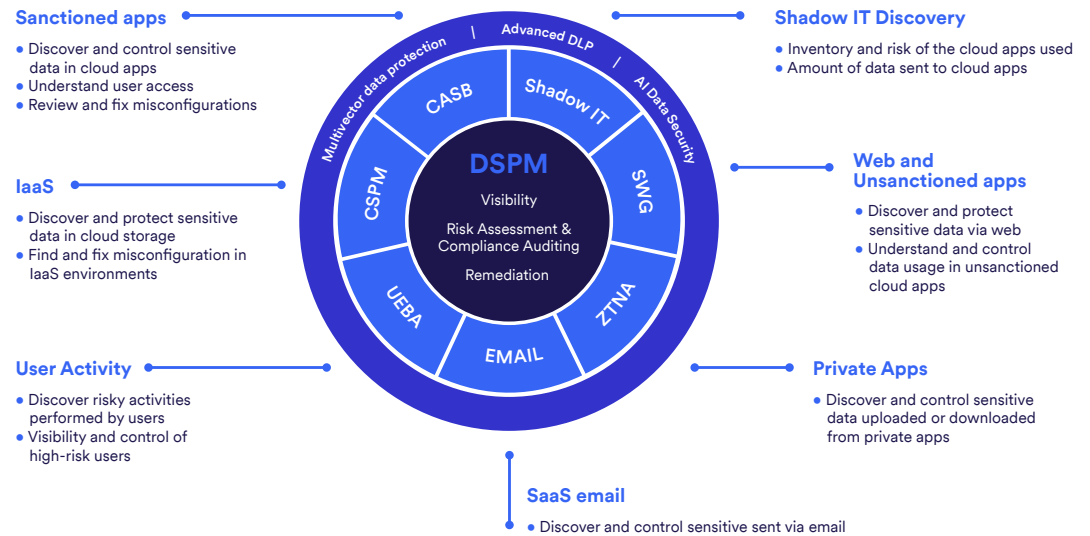 Sanctioned apps
• Discover and control sensitive
data in cloud apps
• Understand user access
• Review and fix misconfigurations
IaaS
• Discover and protect sensitive
data in cloud storage
• Find and fix misconfiguration in
IaaS environments
User Activity
• Discover risky activities
performed by users
• Visibility and control of
high-risk users
Multivector data protection | Advanced DLP | AI Data Security
CASB
Shadow IT
SWG
ZTNA
EMAIL
UEBA
CSPM
DSPM
Visibility
Risk Assessment &
Compliance Auditing
Remediation
Shadow IT Discovery
• Inventory and risk of the cloud apps used
• Amount of data sent to cloud apps
Web and
Unsanctioned apps
• Discover and protect
sensitive data via web
• Understand and control
data usage in unsanctioned
cloud apps
Private Apps
• Discover and control sensitive
data uploaded or downloaded
from private apps
SaaS email
• Discover and control sensitive sent via email